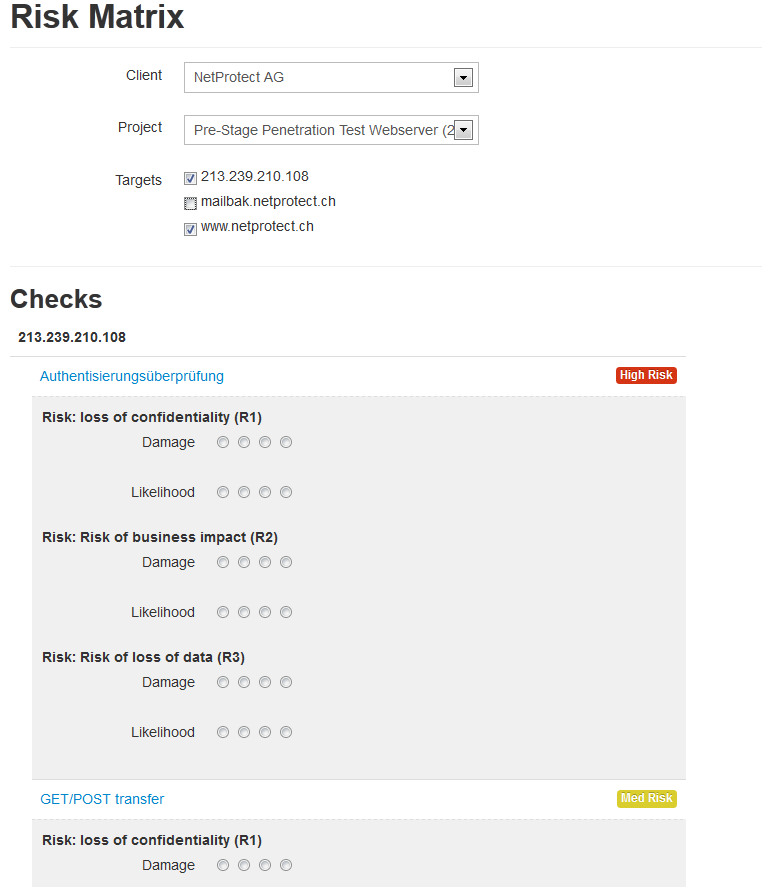 Risk Matrix
Client NetProtect AG
Project Pre-Stage Penetration Test Webserver (2
Targets 213.239.210.108
mailbak.netprotect.ch
www.netprotect.ch
Checks
213.239.210.108
Authentisierungsüberprüfung High Risk
Risk: loss of confidentiality (R1)
Damage
Likelihood
Risk: Risk of business impact (R2)
Damage
Likelihood
Risk: Risk of loss of data (R3)
Damage
Likelihood
GET/POST transfer Med Risk
Risk: loss of confidentiality (R1)
Damage